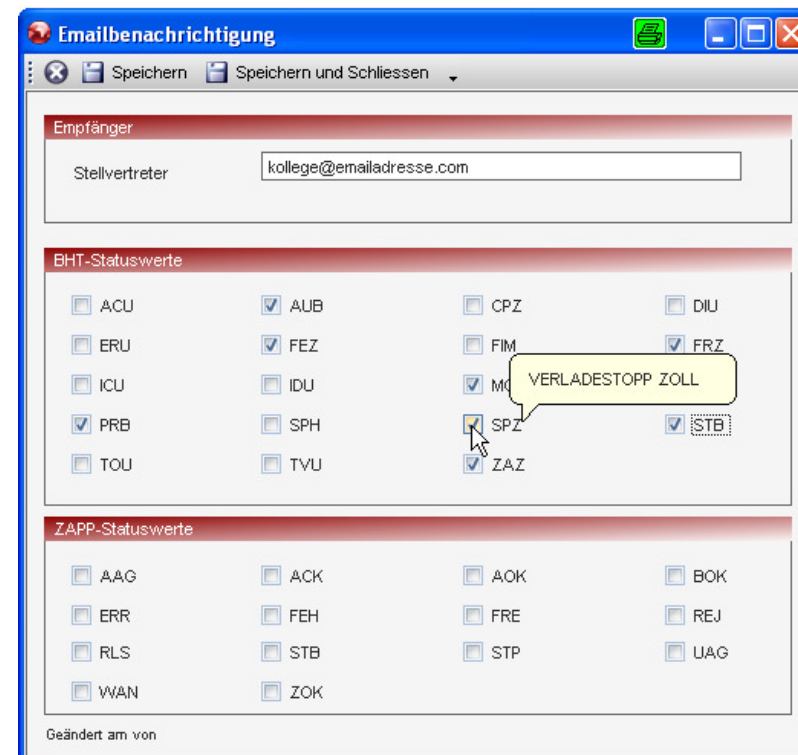 Emailbenachrichtigung
Speichern Speichern und Schliessen
Empfänger
Stellvertreter kollege@emailadresse.com
BHT-Statuswerte
ACU AUB CPZ DIU
ERU FEZ FIM FRZ
VERLADESTOPP ZOLL
ICU IDU
PRB SPH SPZ STB
TOU TVU ZAZ
ZAPP-Statuswerte
AAG ACK AOK BOK
ERR FEH FRE REJ
RLS STB STP UAG
WAN ZOK
Geändert am von